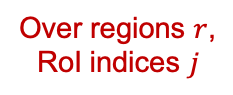 Over regions r,
RoI indices j